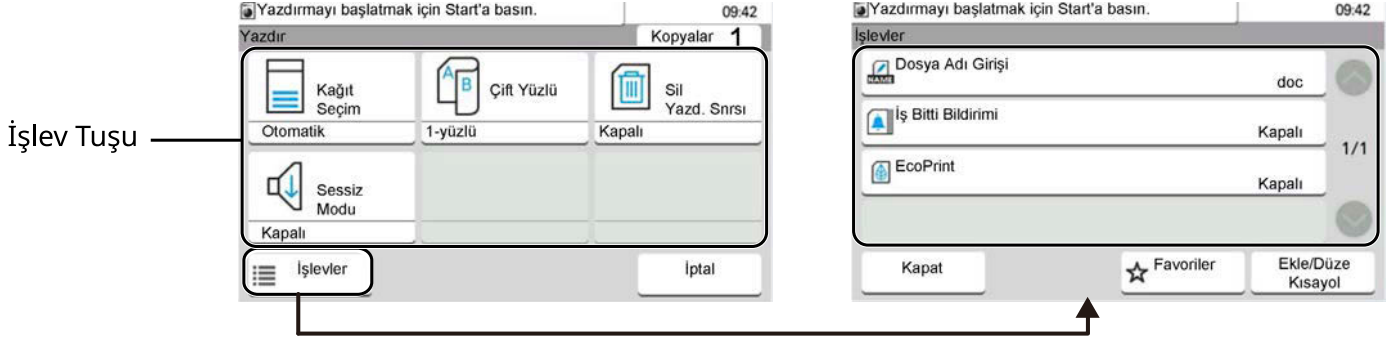 Yazdırmayı başlatmak için Start'a basın.
09:42
Yazdır
Kopyalar 1
Kağıt
Seçim
Otomatik
A
B
Çift Yüzlü
1-yüzlü
Sil
Yazd. Snrsı
Kapalı
İşlev Tuşu
Sessiz
Modu
Kapalı
İşlevler
İptal
Yazdırmayı başlatmak için Start'a basın.
09:42
İşlevler
NAME
Dosya Adı Girişi
doc
İş Bitti Bildirimi
Kapalı
1/1
EcoPrint
Kapalı
Kapat
Favoriler
Ekle/Düze
Kısayol